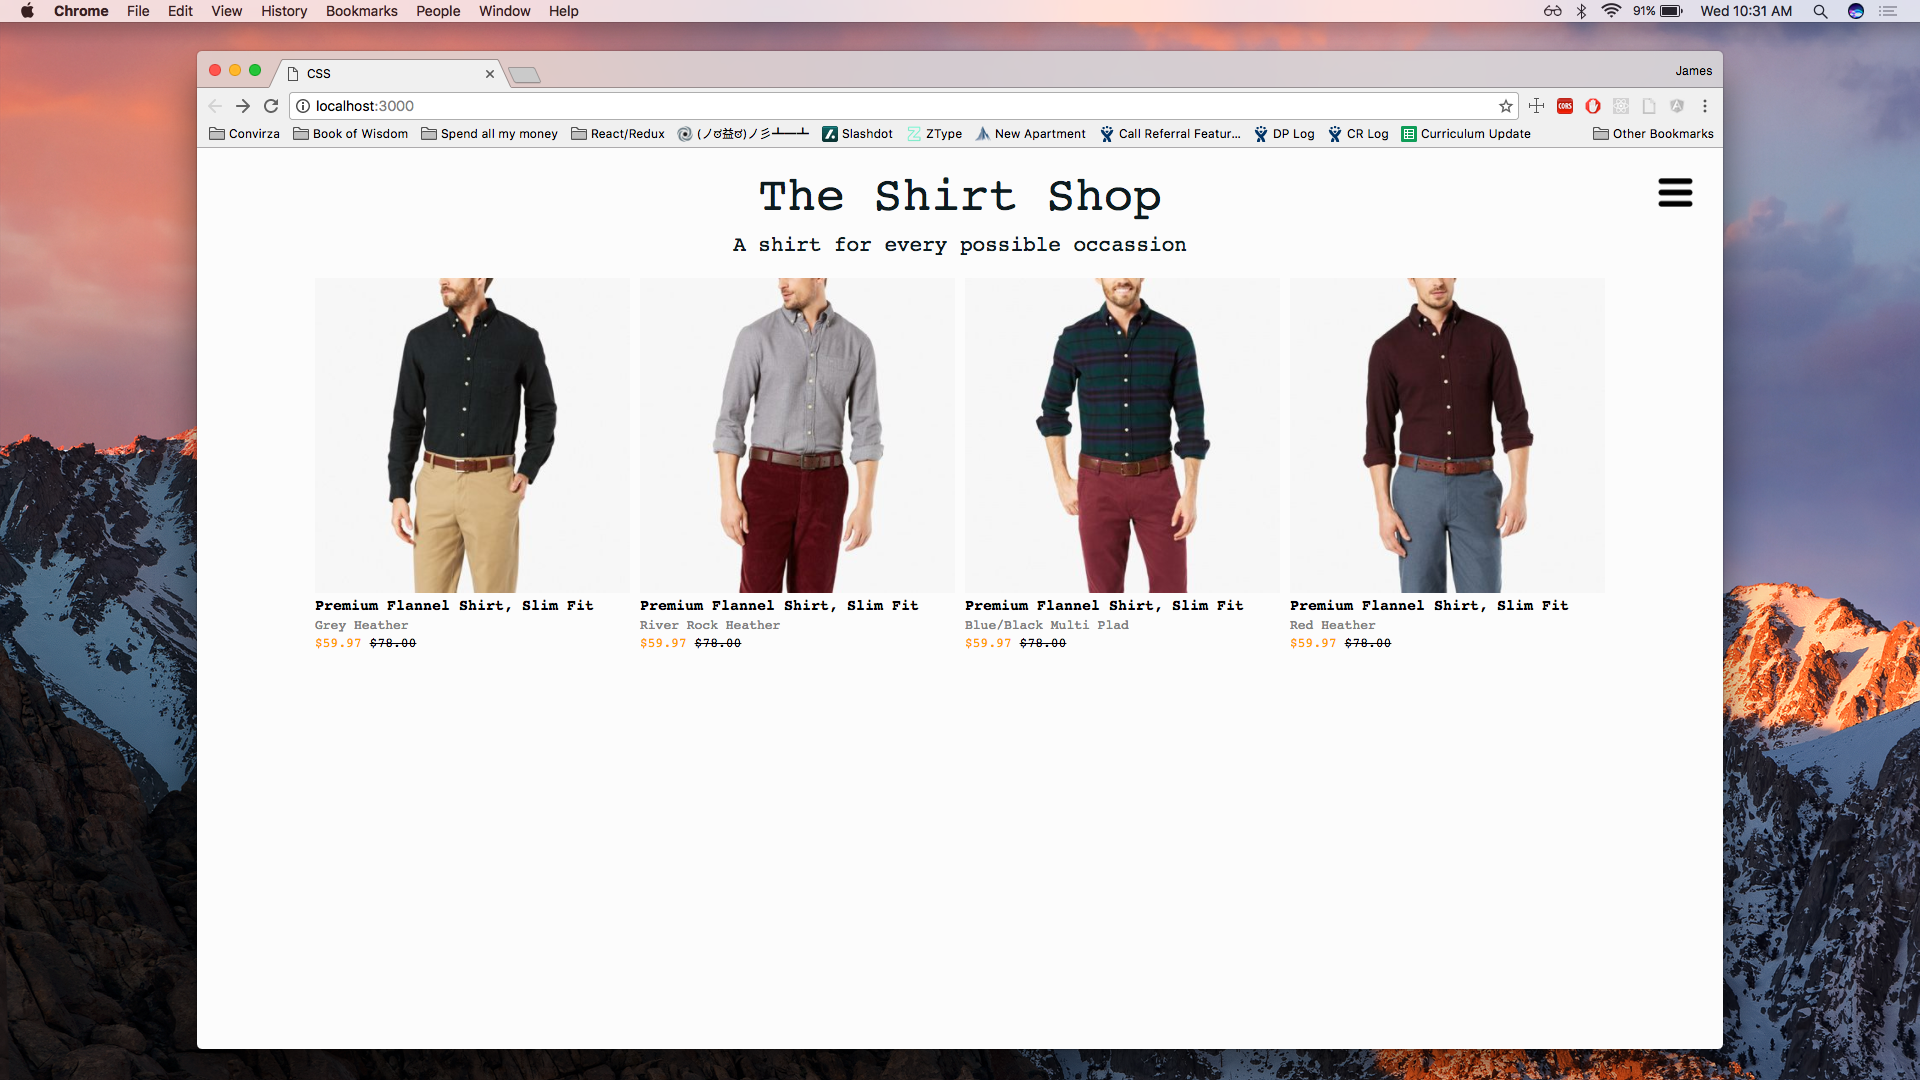 Chrome File Edit View History Bookmarks People Window Help 91% Wed 10:31 AM
CSS James
localhost:3000
Convirza Book of Wisdom Spend all my money React/Redux (ノಠ益ಠ)ノ彡┻━┻ Slashdot ZType New Apartment Call Referral Featur... DP Log CR Log Curriculum Update Other Bookmarks
The Shirt Shop
A shirt for every possible occassion
Premium Flannel Shirt, Slim Fit
Grey Heather
$59.97 $78.00
Premium Flannel Shirt, Slim Fit
River Rock Heather
$59.97 $78.00
Premium Flannel Shirt, Slim Fit
Blue/Black Multi Plad
$59.97 $78.00
Premium Flannel Shirt, Slim Fit
Red Heather
$59.97 $78.00